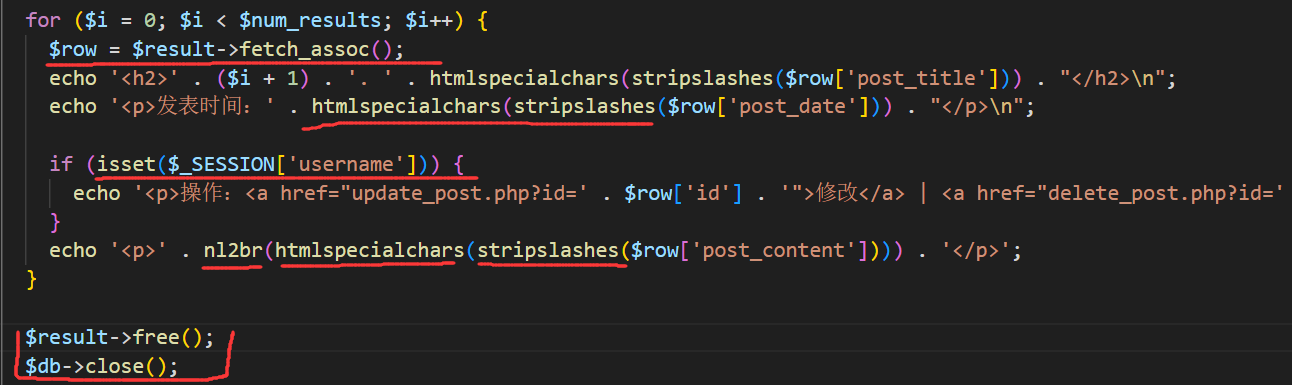 for ($i = 0; $i < $num_results; $i++) {
$row = $result->fetch_assoc();
echo '<h2>' . ($i + 1) . '. ' . htmlspecialchars(stripslashes($row['post_title'])) . "</h2>\n";
echo '<p>发表时间：' . htmlspecialchars(stripslashes($row['post_date'])) . "</p>\n";
if (isset($_SESSION['username'])) {
echo '<p>操作：<a href="update_post.php?id=' . $row['id'] . '">修改</a> | <a href="delete_post.php?id='
}
echo '<p>' . nl2br(htmlspecialchars(stripslashes($row['post_content']))) . '</p>';
}
$result->free();
$db->close();